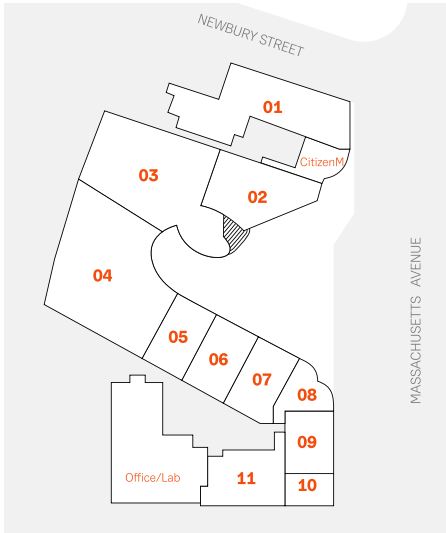 NEWBURY STREET
01
CitizenM
03
02
04
MASSACHUSETTS AVENUE
05
06
07
08
09
Office/Lab
11
10